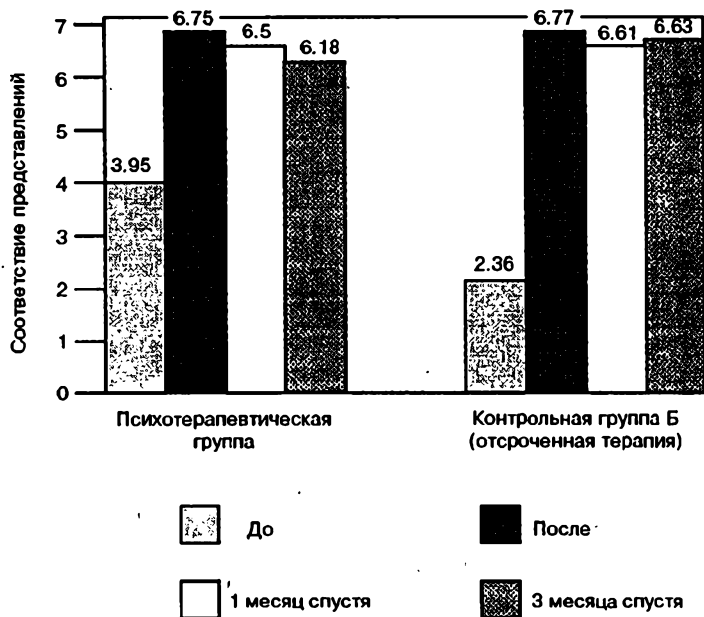 Соответствие представлений
7
6
5
4
3
2
1
0
3.95
6.75
6.5
6.18
2.36
6.77
6.61
6.63
Психотерапевтическая
группа
Контрольная группа Б
(отсроченная терапия)
До
После
1 месяц спустя
3 месяца спустя